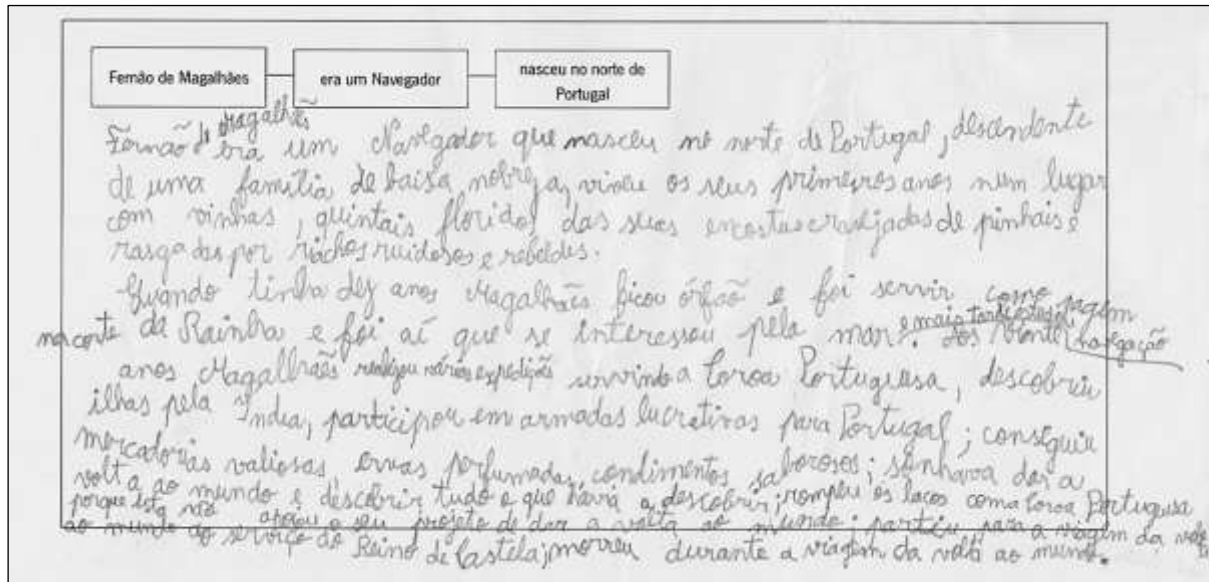 Fernão de Magalhães era um Navegador nasceu no norte de Portugal
Fernão de Magalhẽs era um Navegador que nasceu no norte de Portugal, descendente
de uma família de baixa nobreza, viveu os seus primeiros anos num lugar
com vinhas, quintais floridos das suas encostas de pinhais e
rasgadas por riachos ruidosos e rebeldes.
Quando tinha dez anos Magalhães ficou órfão e foi servir como pagem
na corte da Rainha e foi aí que se interessou pela mar e mais tarde navegação. Aos vinte
anos Magalhães realizou várias expedições servindo a Coroa Portuguesa, descobriu
ilhas pela Índia, participou em armadas lucrativas para Portugal; conseguiu
mercadorias valiosas, ervas perfumadas, condimentos saborosos; sonhava dar a
volta ao mundo e descobrir tudo o que havia a descobrir; rompeu os laços com a Coroa Portuguesa
porque esta não apoiou o seu projeto de dar a volta ao mundo; partiu para a viagem da volta
ao mundo ao serviço do Reino de Castela; morreu durante a viagem da volta ao mundo.